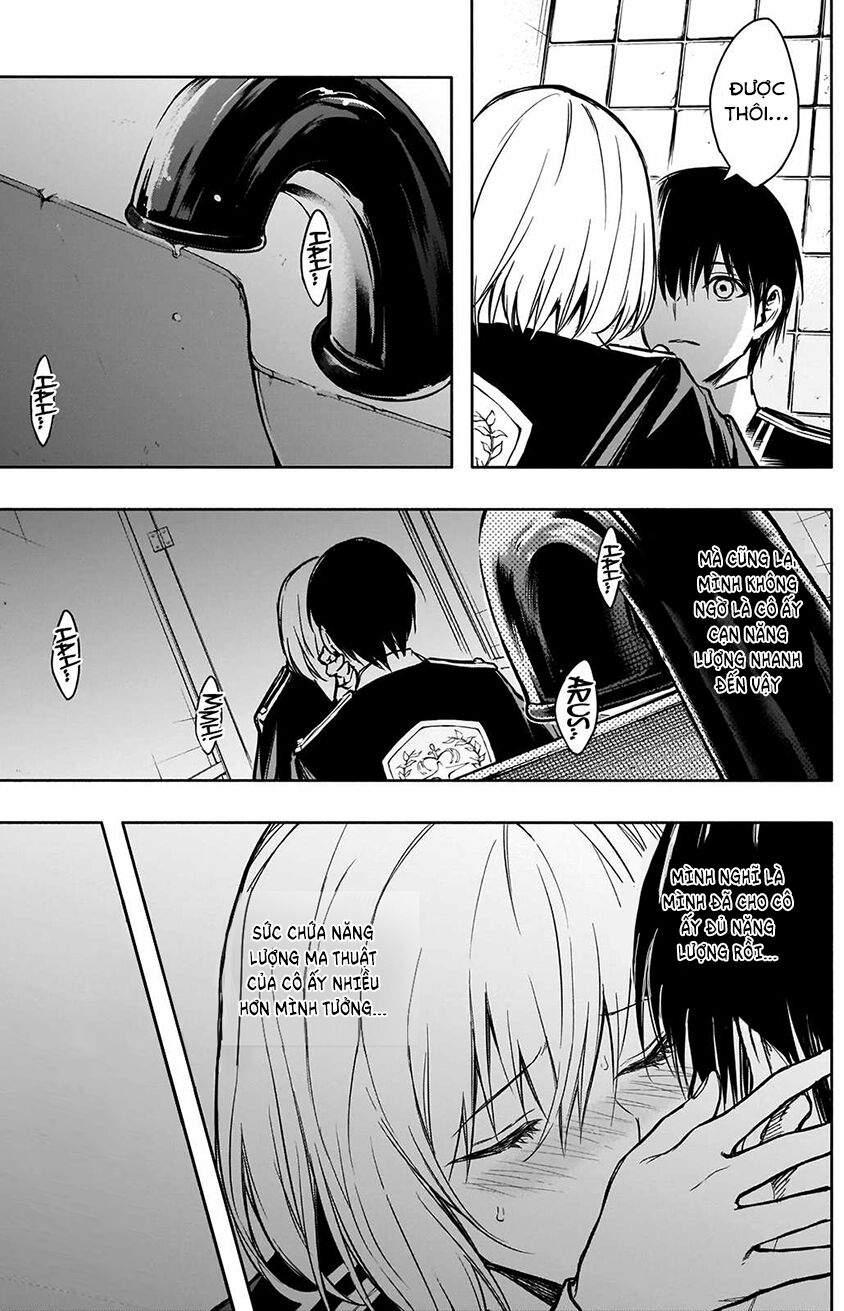 ĐƯỢC
THÔI...
HAH...
HAH...
MÀ CŨNG LẠ,
MÌNH KHÔNG
NGỜ LÀ CÔ ẤY
CẠN NĂNG
LƯỢNG NHANH
ĐẾN VẬY
HAH...
ARUS...
MMH!
HAH...
MÌNH NGHĨ LÀ
MÌNH ĐÃ CHO CÔ
ẤY ĐỦ NĂNG
LƯỢNG RỒI...
SỨC CHỨA NĂNG
LƯỢNG MA THUẬT
CỦA CÔ ẤY NHIỀU
HƠN MÌNH TƯỞNG...